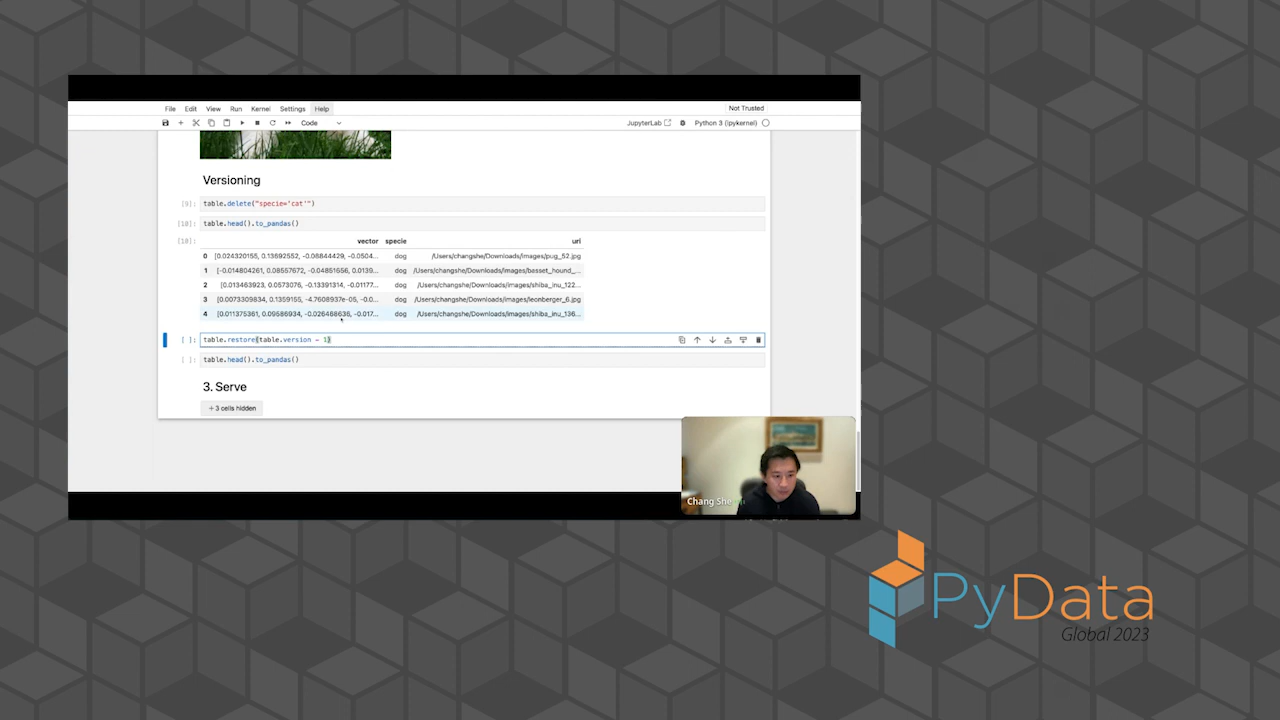 File Edit View Run Kernel Settings Help
Not Trusted
Code
JupyterLab
Python 3 (ipykernel)
Versioning
[9]: table.delete("specie='cat'")
[10]: table.head().to_pandas()
[10]: vector specie uri
0 [0.024320155, 0.13692552, -0.06844429, -0.0504... dog /Users/changshe/Downloads/images/pug_52.jpg
1 [-0.014804261, 0.08557672, -0.04851656, 0.0139... dog /Users/changshe/Downloads/images/basset_hound_...
2 [0.013463923, 0.0573076, -0.13391314, -0.01177... dog /Users/changshe/Downloads/images/shiba_inu_122...
3 [0.0073309834, 0.1359155, -4.7608937e-05, -0.0... dog /Users/changshe/Downloads/images/leonberger_6.jpg
4 [0.011375361, 0.09586934, -0.026468636, -0.017... dog /Users/changshe/Downloads/images/shiba_inu_136...
[ ]: table.restore(table.version - 1)
[ ]: table.head().to_pandas()
3. Serve
+ 3 cells hidden
Chang She
PyData
Global 2023